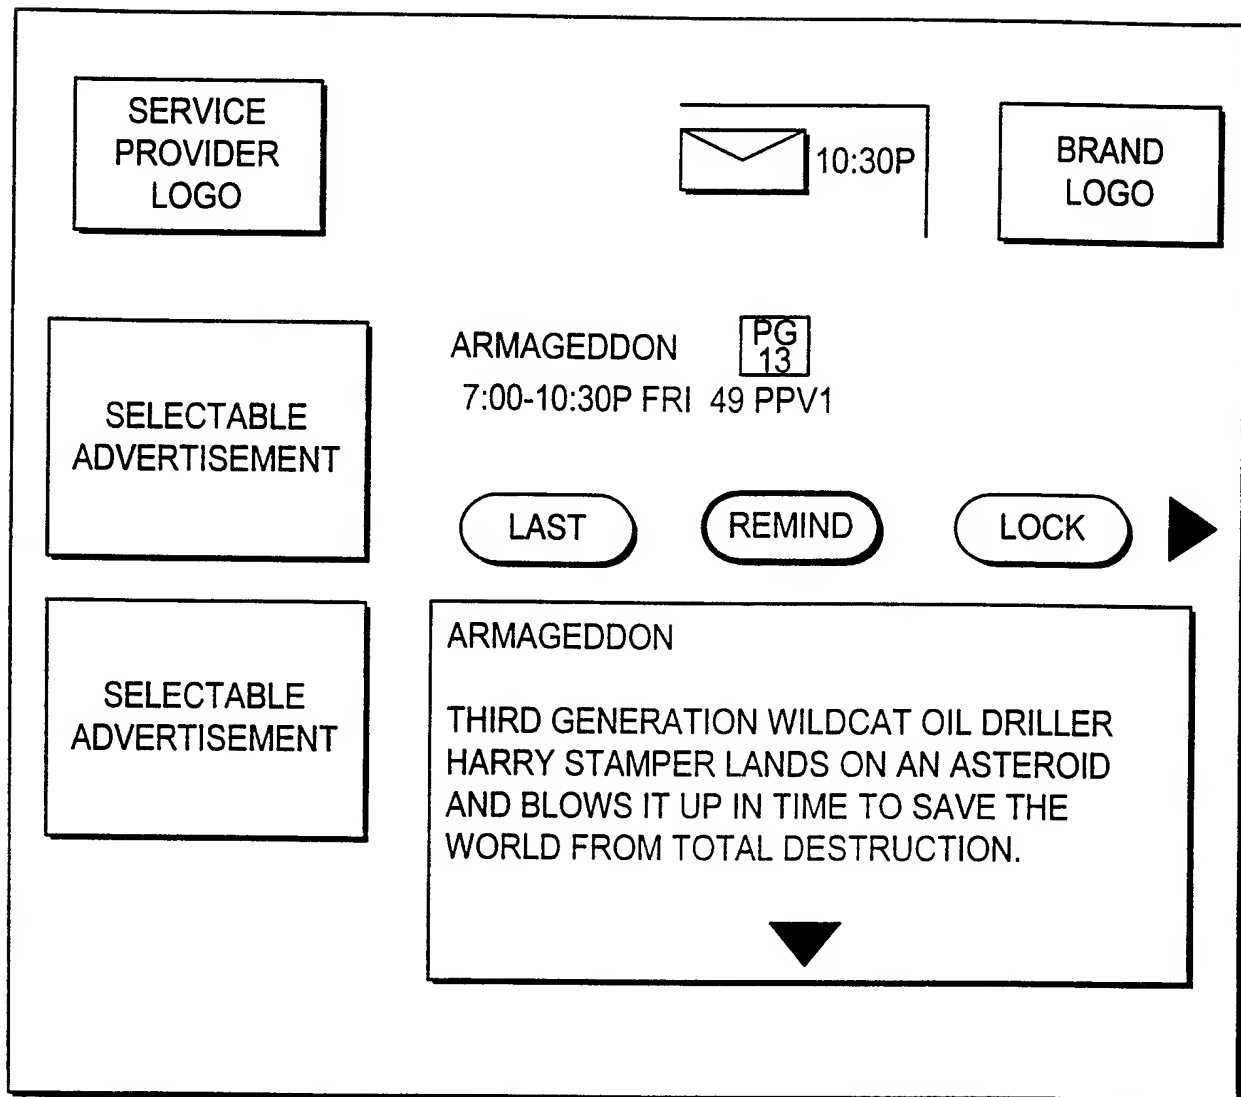 SERVICE
PROVIDER
LOGO
10:30P
BRAND
LOGO
SELECTABLE
ADVERTISEMENT
ARMAGEDDON
PG
13
7:00-10:30P FRI 49 PPV1
LAST
REMIND
LOCK
SELECTABLE
ADVERTISEMENT
ARMAGEDDON
THIRD GENERATION WILDCAT OIL DRILLER
HARRY STAMPER LANDS ON AN ASTEROID
AND BLOWS IT UP IN TIME TO SAVE THE
WORLD FROM TOTAL DESTRUCTION.